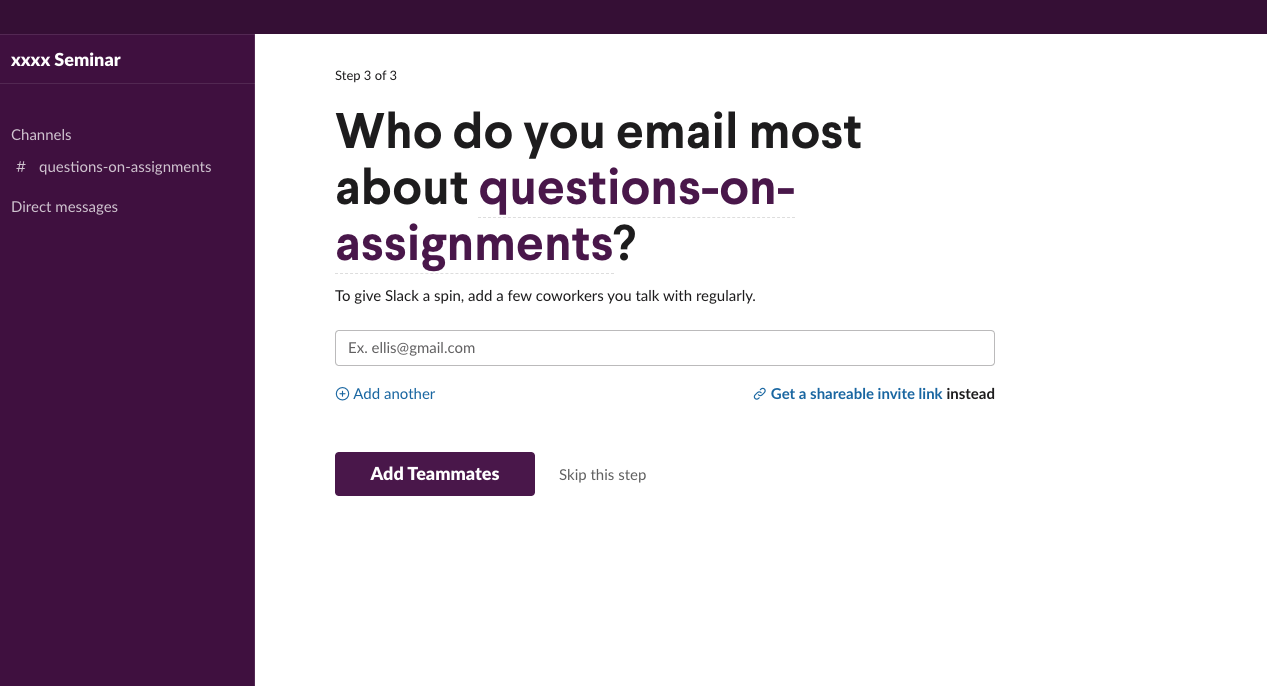 xxxx Seminar
Channels
# questions-on-assignments
Direct messages
Step 3 of 3
Who do you email most
about questions-on-
assignments?
To give Slack a spin, add a few coworkers you talk with regularly.
Ex. ellis@gmail.com
Add another
Get a shareable invite link instead
Add Teammates
Skip this step